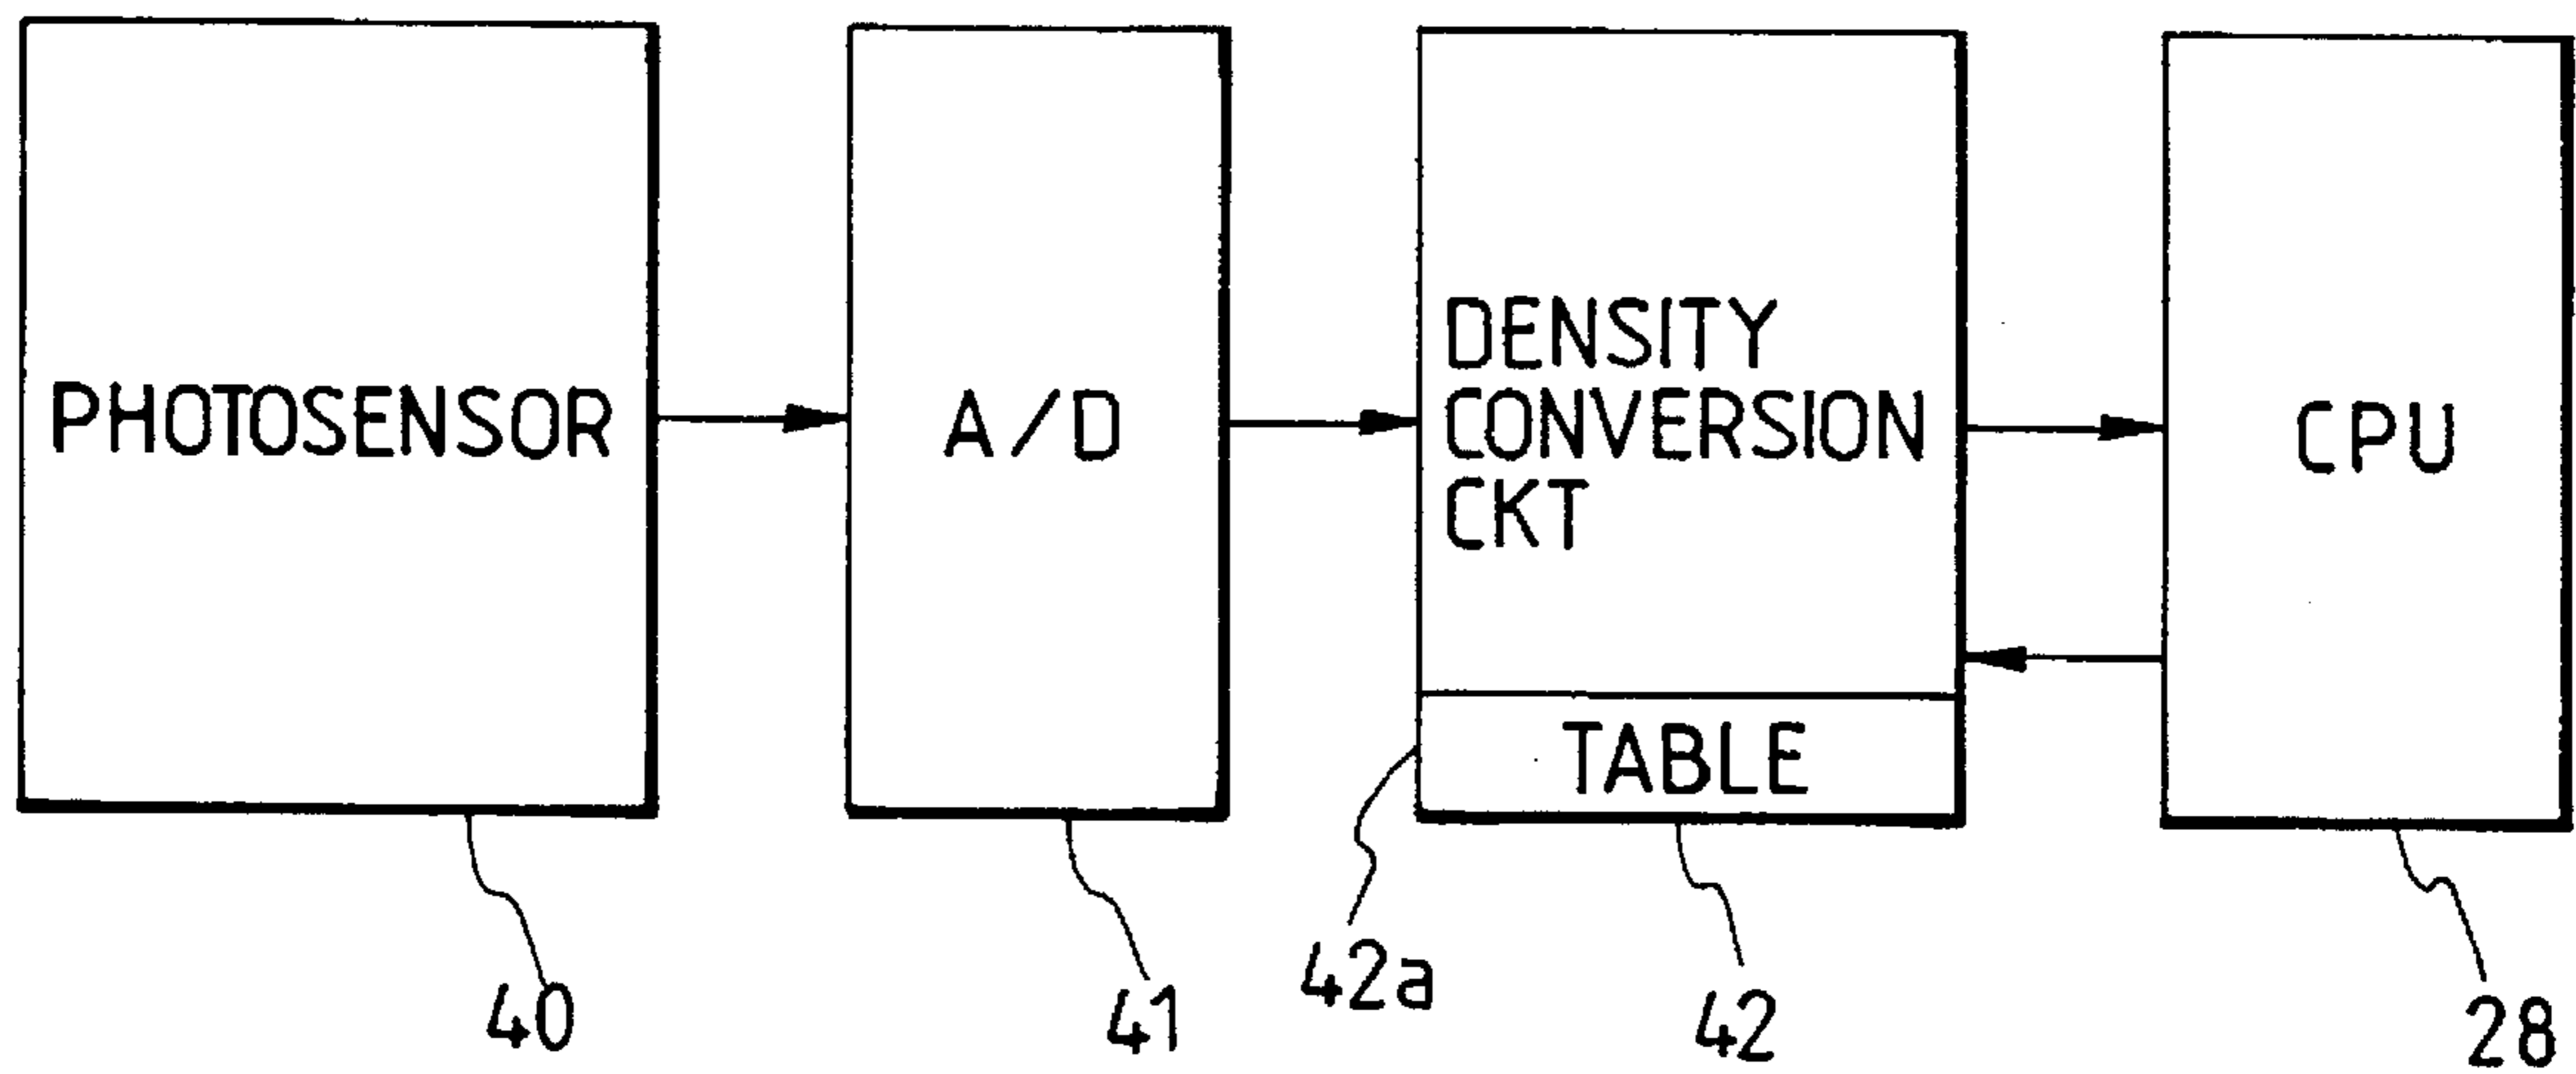 PHOTOSENSOR
A/D
DENSITY
CONVERSION
CKT
TABLE
CPU
40
41
42a
42
28